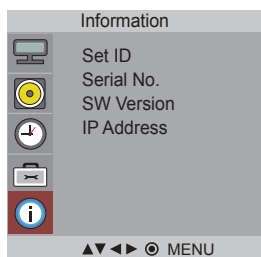 Information
Set ID
Serial No.
SW Version
IP Address
MENU